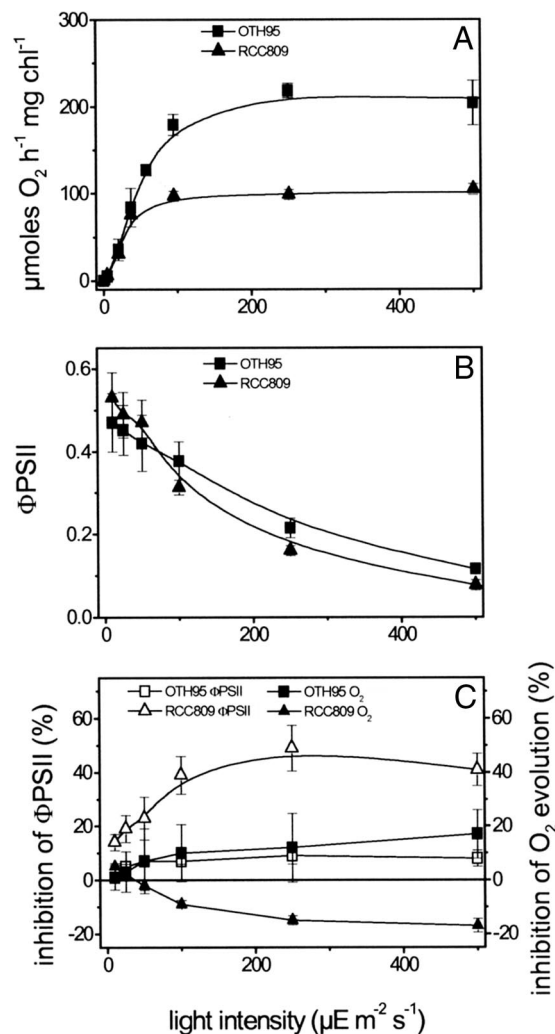 A
OTH95
RCC809
µmoles O₂ h⁻¹ mg chl⁻¹
300
200
100
0
0 200 400
B
OTH95
RCC809
ΦPSII
0.6
0.4
0.2
0.0
0 200 400
C
OTH95 ΦPSII OTH95 O₂
RCC809 ΦPSII RCC809 O₂
inhibition of ΦPSII (%)
60
40
20
0
-20
inhibition of O₂ evolution (%)
60
40
20
0
-20
0 200 400
light intensity (µE m⁻² s⁻¹)